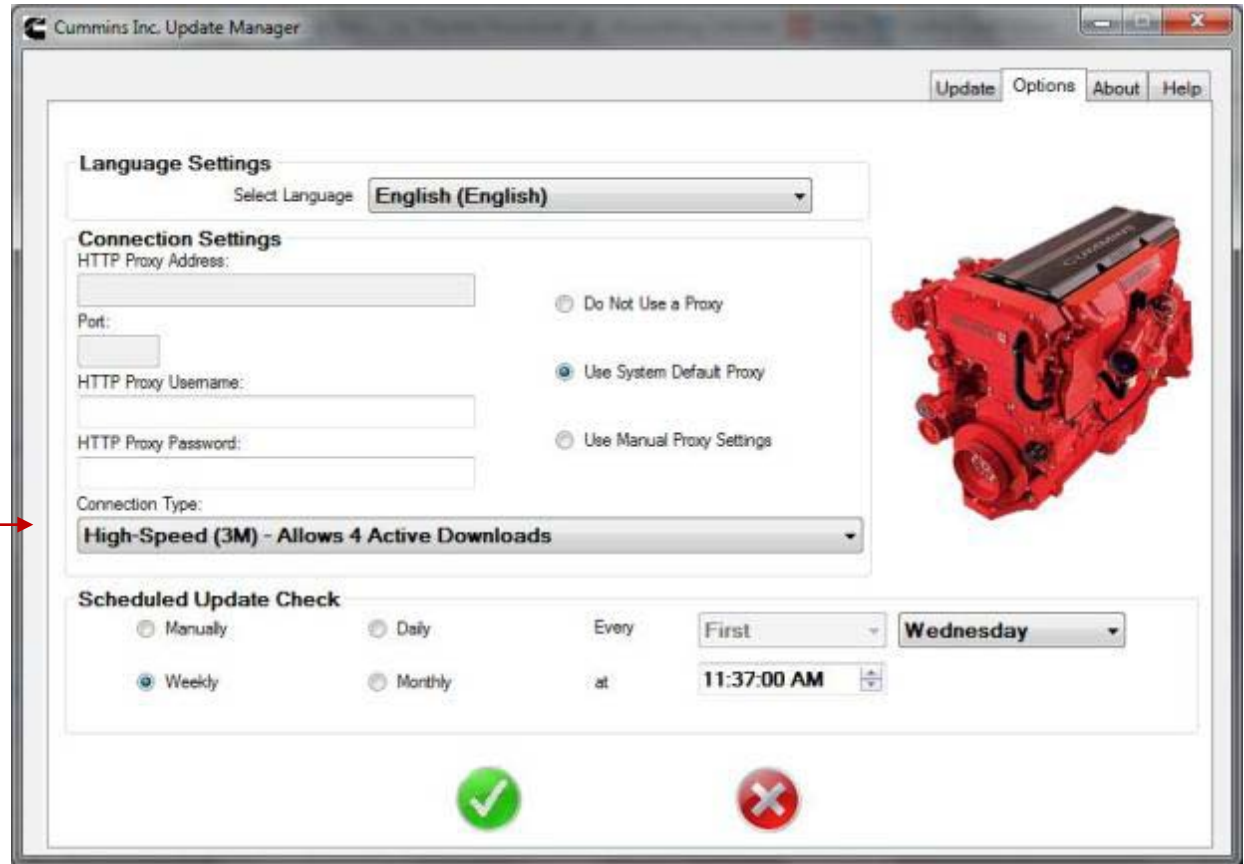 Cummins Inc. Update Manager
Update Options About Help
Language Settings
Select Language English (English)
Connection Settings
HTTP Proxy Address:
Do Not Use a Proxy
Port:
Use System Default Proxy
HTTP Proxy Username:
HTTP Proxy Password:
Use Manual Proxy Settings
Connection Type:
High-Speed (3M) - Allows 4 Active Downloads
Scheduled Update Check
Manually Daily Every First Wednesday
Weekly Monthly at 11:37:00 AM
CUMMINS